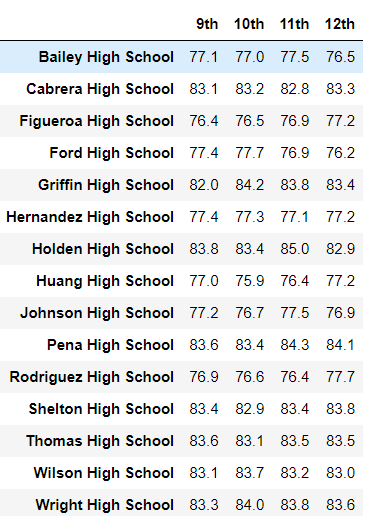 9th 10th 11th 12th
Bailey High School 77.1 77.0 77.5 76.5
Cabrera High School 83.1 83.2 82.8 83.3
Figueroa High School 76.4 76.5 76.9 77.2
Ford High School 77.4 77.7 76.9 76.2
Griffin High School 82.0 84.2 83.8 83.4
Hernandez High School 77.4 77.3 77.1 77.2
Holden High School 83.8 83.4 85.0 82.9
Huang High School 77.0 75.9 76.4 77.2
Johnson High School 77.2 76.7 77.5 76.9
Pena High School 83.6 83.4 84.3 84.1
Rodriguez High School 76.9 76.6 76.4 77.7
Shelton High School 83.4 82.9 83.4 83.8
Thomas High School 83.6 83.1 83.5 83.5
Wilson High School 83.1 83.7 83.2 83.0
Wright High School 83.3 84.0 83.8 83.6